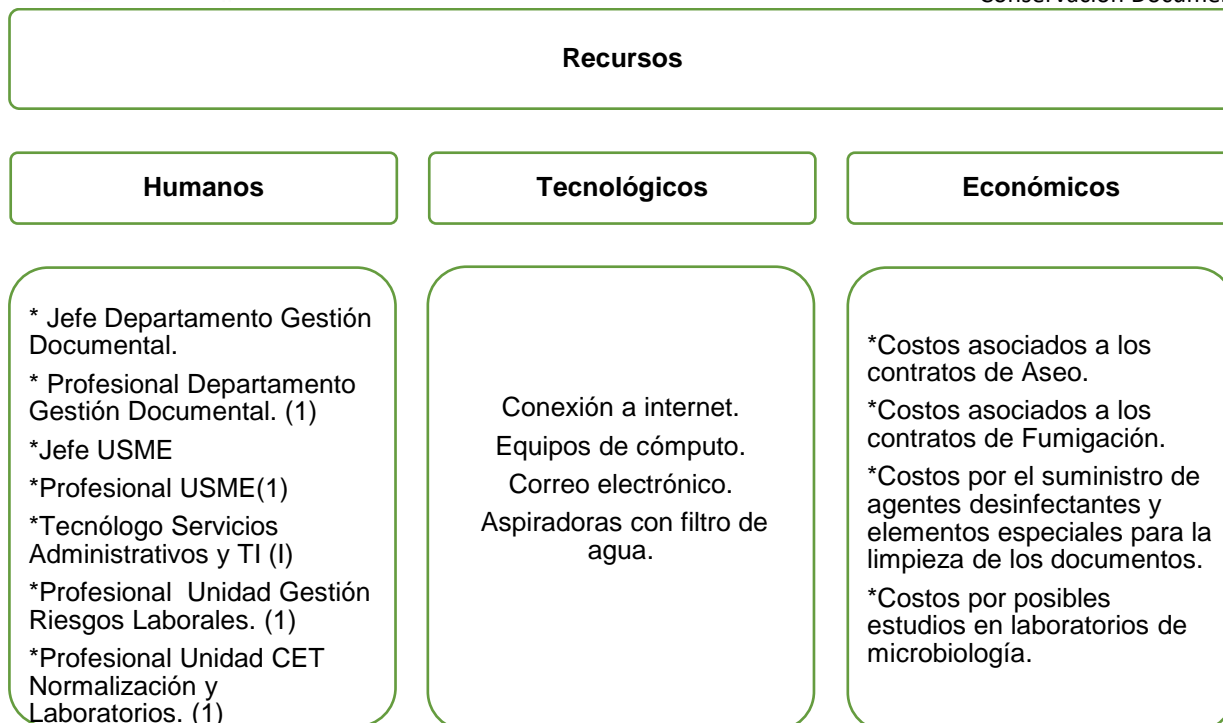 Recursos
Humanos
Tecnológicos
Económicos
* Jefe Departamento Gestión
Documental.
* Profesional Departamento
Gestión Documental. (1)
*Jefe USME
*Profesional USME(1)
*Tecnólogo Servicios
Administrativos y TI (I)
*Profesional Unidad Gestión
Riesgos Laborales. (1)
*Profesional Unidad CET
Normalización y
Laboratorios. (1)
Conexión a internet.
Equipos de cómputo.
Correo electrónico.
Aspiradoras con filtro de
agua.
*Costos asociados a los
contratos de Aseo.
*Costos asociados a los
contratos de Fumigación.
*Costos por el suministro de
agentes desinfectantes y
elementos especiales para la
limpieza de los documentos.
*Costos por posibles
estudios en laboratorios de
microbiología.